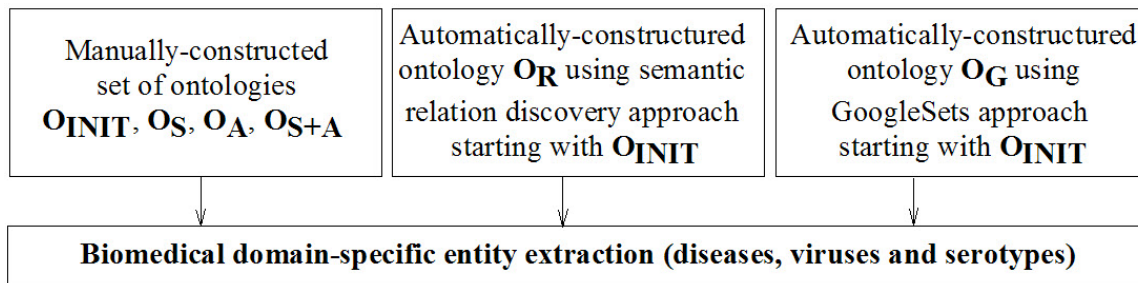 Manually-constructed
set of ontologies
OINIT, OS, OA, OS+A
Automatically-constructured
ontology OR using semantic
relation discovery approach
starting with OINIT
Automatically-constructured
ontology OG using
GoogleSets approach
starting with OINIT
Biomedical domain-specific entity extraction (diseases, viruses and serotypes)